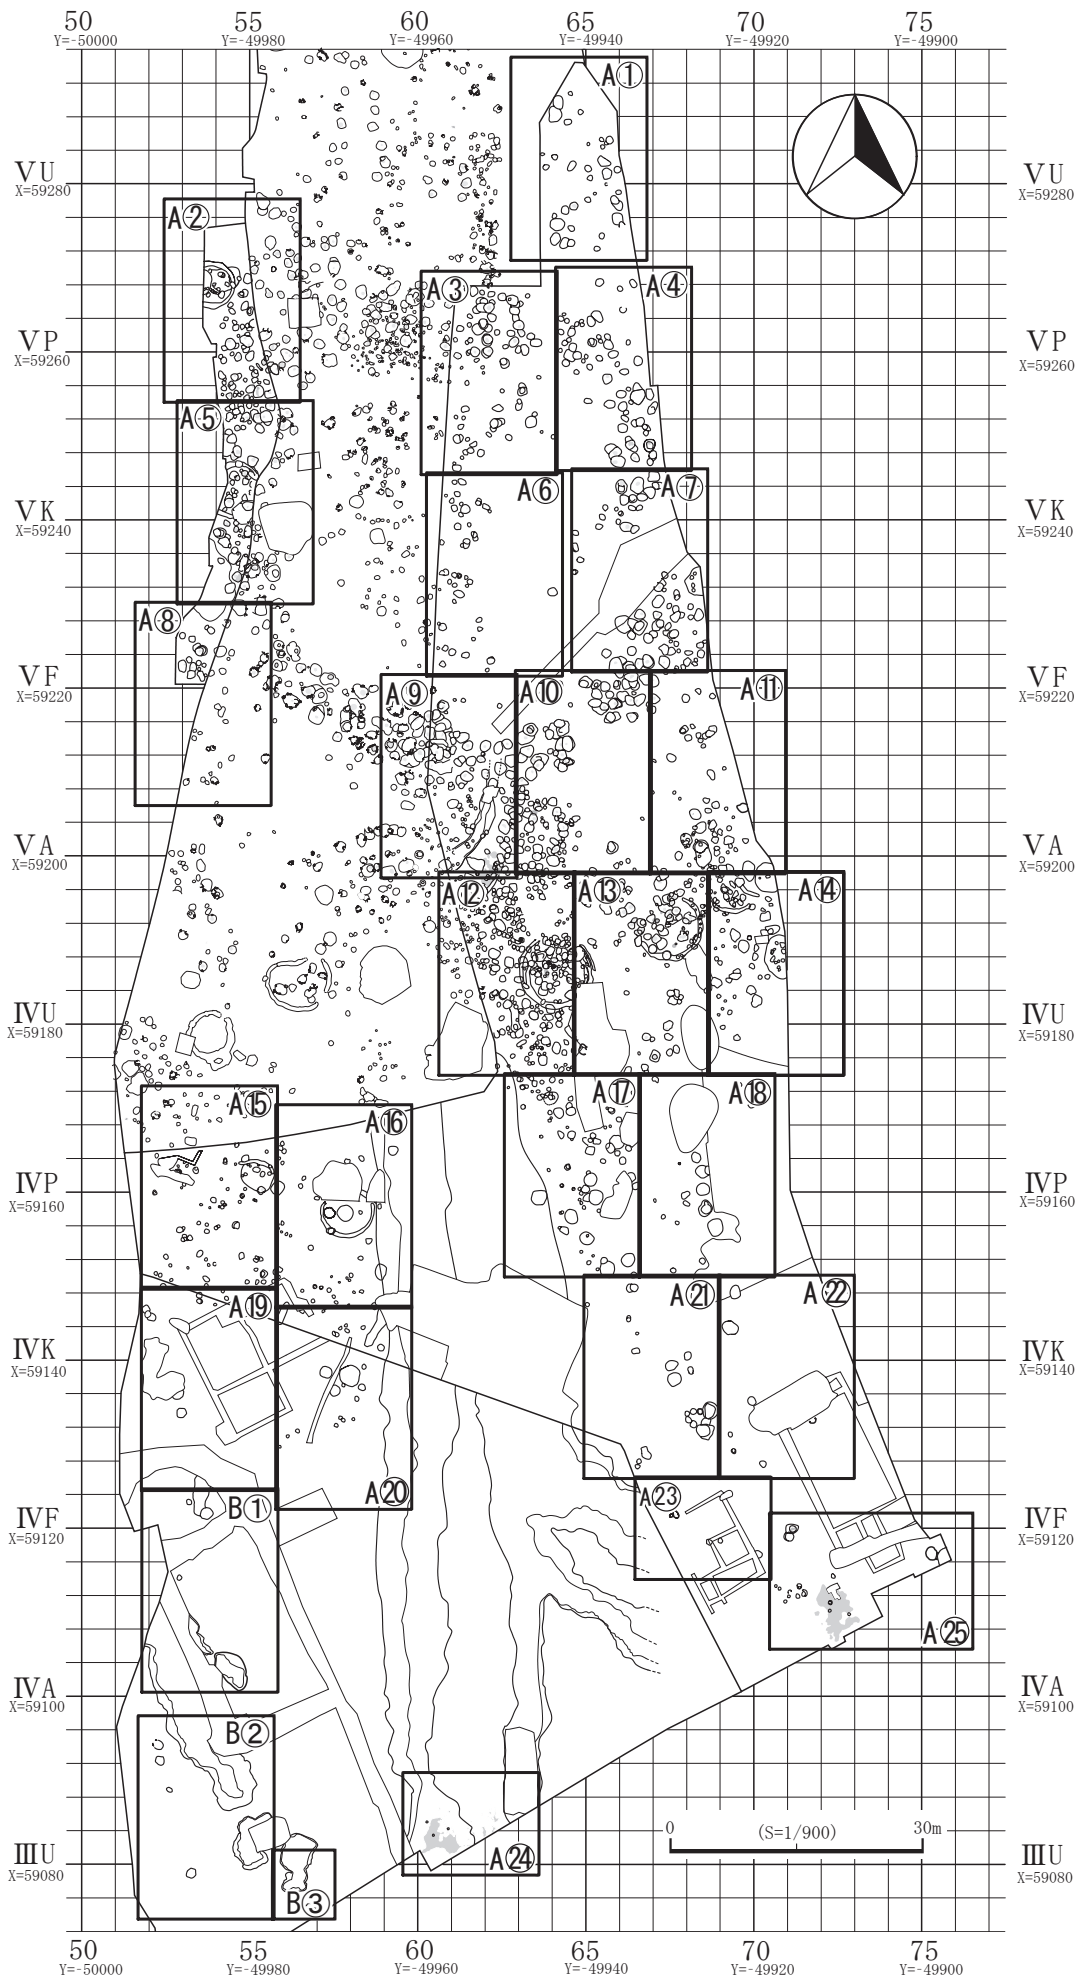 50 55 60 65 70 75
Y=-50000 Y=-49980 Y=-49960 Y=-49940 Y=-49920 Y=-49900
A①
VU VU
X=59280 X=59280
A②
A③ A④
VP VP
X=59260 X=59260
A⑤
A⑥ A⑦
VK VK
X=59240 X=59240
A⑧
VF VF
X=59220 X=59220
A⑨ A⑩ A⑪
VA VA
X=59200 X=59200
A⑫ A⑬ A⑭
IVU IVU
X=59180 X=59180
A⑮ A⑯ A⑰ A⑱
IVP IVP
X=59160 X=59160
A⑲ A㉑ A㉒
IVK IVK
X=59140 X=59140
A⑳ A㉓
B①
IVF IVF
X=59120 X=59120
A㉕
IVA IVA
X=59100 X=59100
B②
0 (S=1/900) 30m
IIIU IIIU
X=59080 X=59080
A㉔
B③
50 55 60 65 70 75
Y=-50000 Y=-49980 Y=-49960 Y=-49940 Y=-49920 Y=-49900